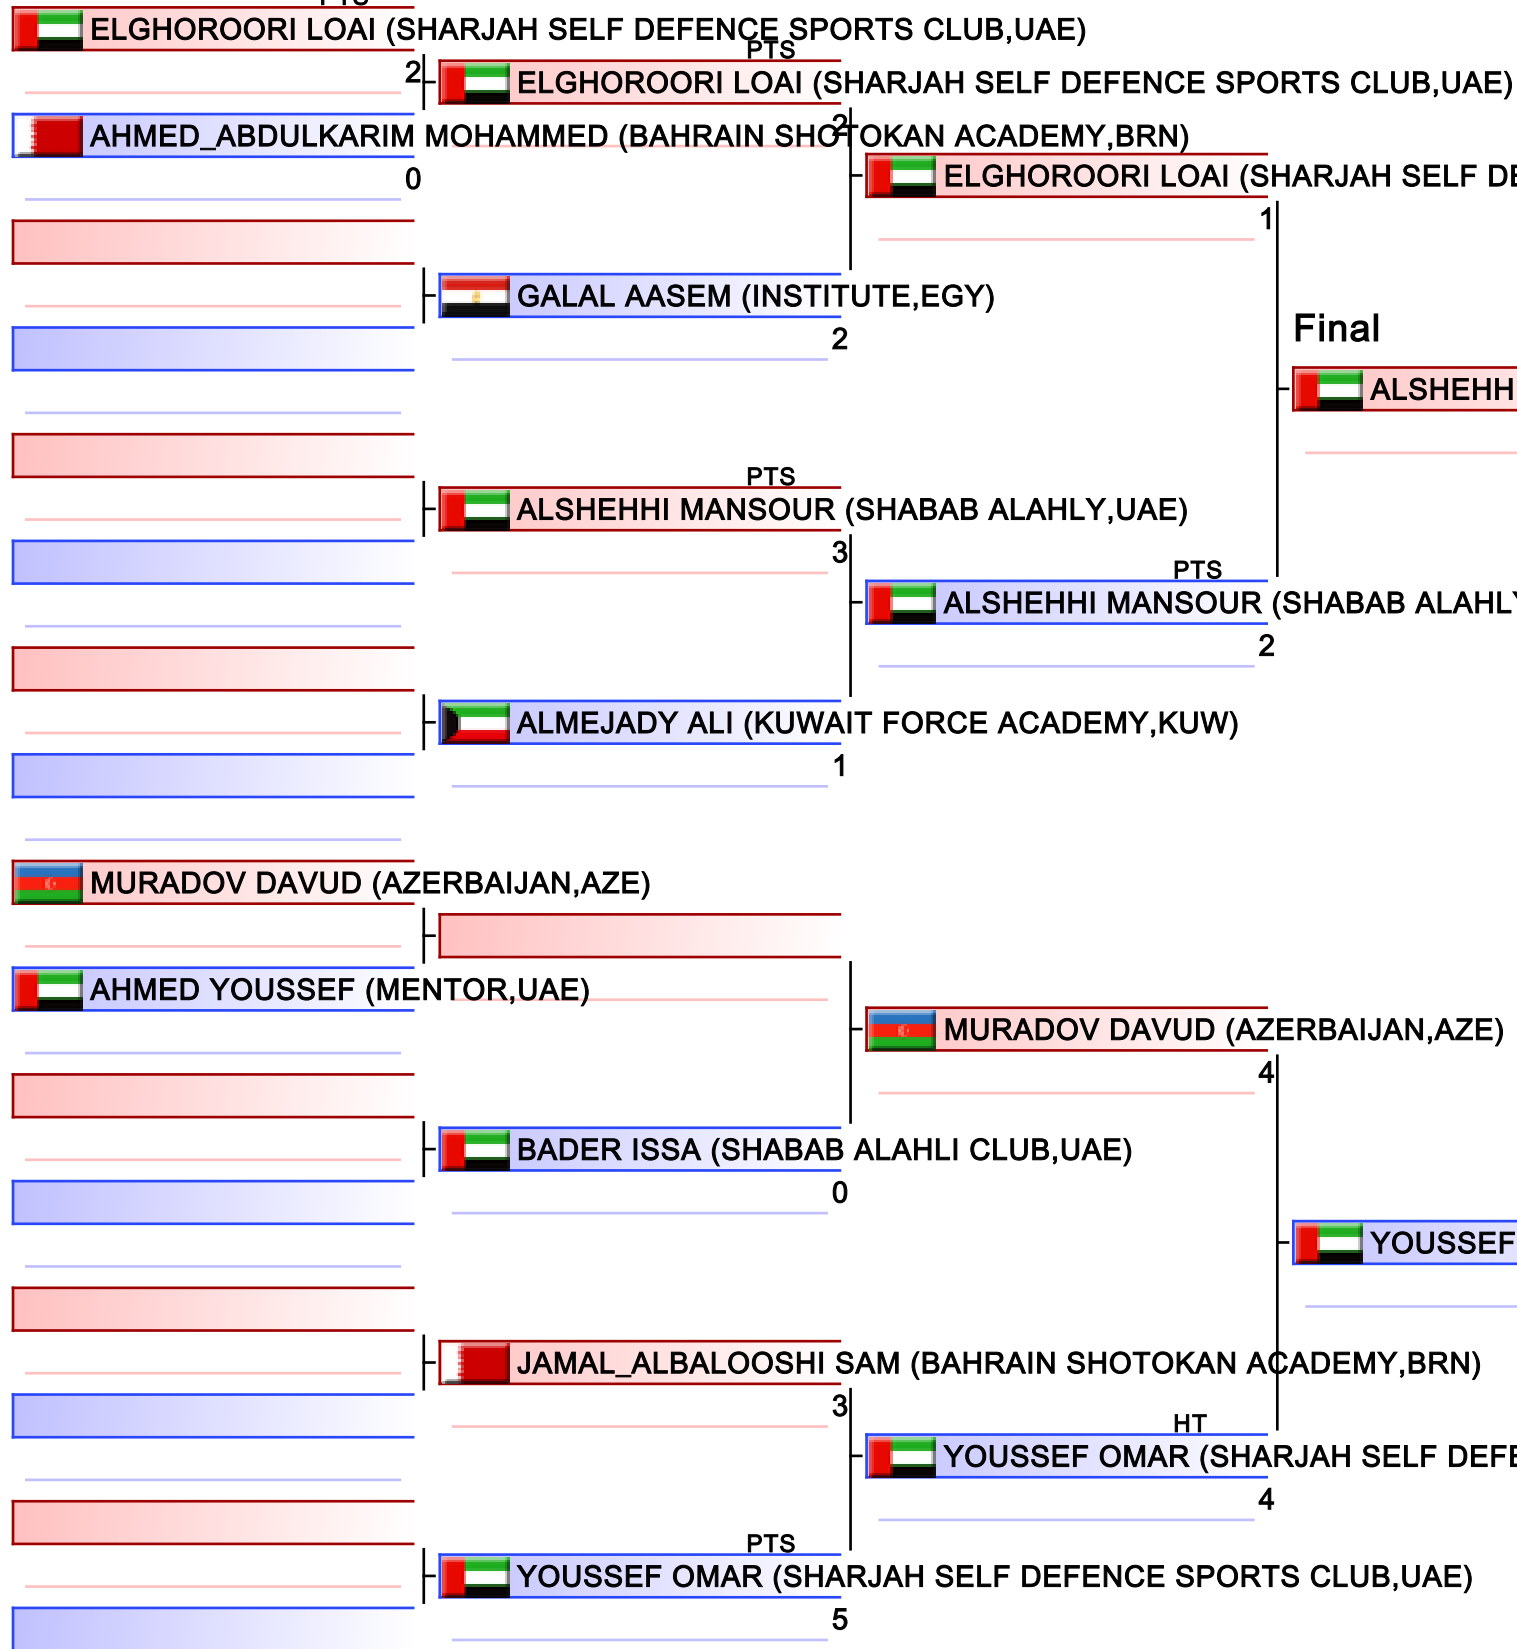 PTS
ELGHOROORI LOAI (SHARJAH SELF DEFENCE SPORTS CLUB,UAE)
2
AHMED_ABDULKARIM MOHAMMED (BAHRAIN SHOTOKAN ACADEMY,BRN)
0
MURADOV DAVUD (AZERBAIJAN,AZE)
AHMED YOUSSEF (MENTOR,UAE)
PTS
ELGHOROORI LOAI (SHARJAH SELF DEFENCE SPORTS CLUB,UAE)
2
GALAL AASEM (INSTITUTE,EGY)
2
PTS
ALSHEHHI MANSOUR (SHABAB ALAHLY,UAE)
3
ALMEJADY ALI (KUWAIT FORCE ACADEMY,KUW)
1
BADER ISSA (SHABAB ALAHLI CLUB,UAE)
0
JAMAL_ALBALOOSHI SAM (BAHRAIN SHOTOKAN ACADEMY,BRN)
3
PTS
YOUSSEF OMAR (SHARJAH SELF DEFENCE SPORTS CLUB,UAE)
5
ELGHOROORI LOAI (SHARJAH SELF
1
PTS
ALSHEHHI MANSOUR (SHABAB
2
MURADOV DAVUD (AZERBAIJAN,AZE)
4
HT
YOUSSEF OMAR (SHARJAH SELF
4
Final
ALSHEHH
YOUSSEF